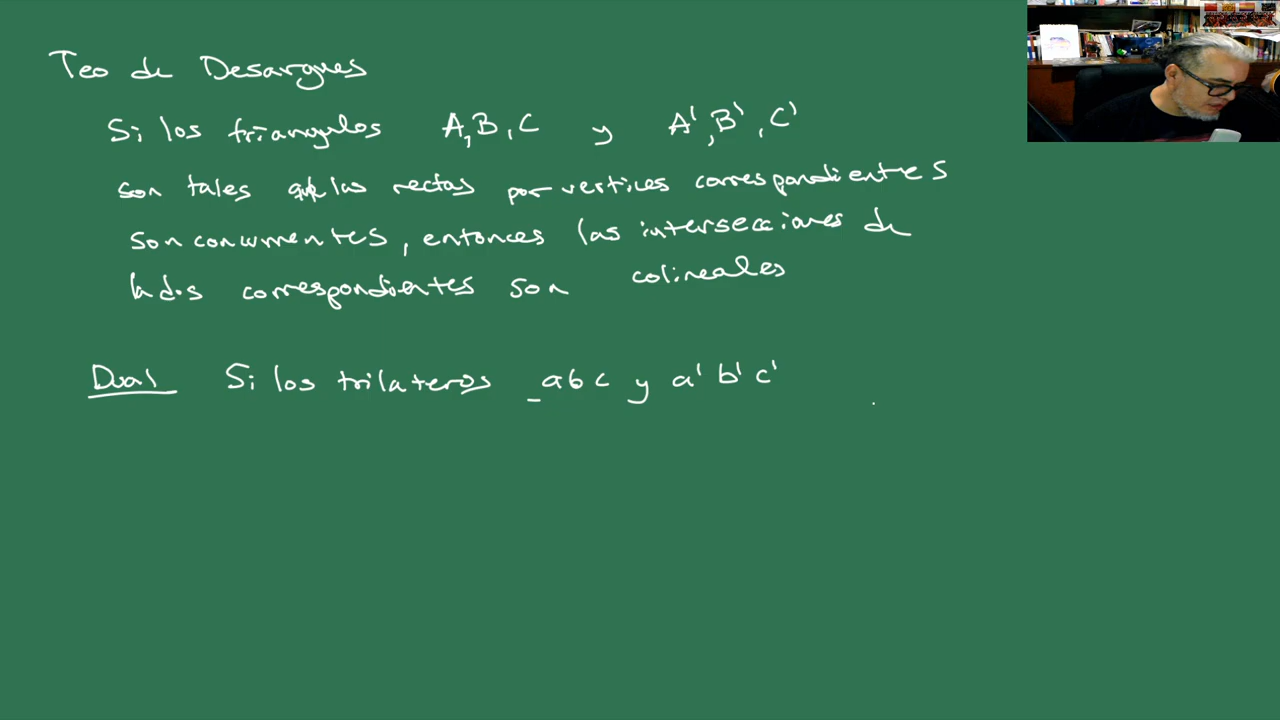 Teo de Desargues
Si los triangulos A, B, C y A', B', C'
son tales que las rectas por vertices correspondientes
son concurrentes, entonces las intersecciones de
lados correspondientes son colineales
Dual Si los trilateros abc y a' b' c'